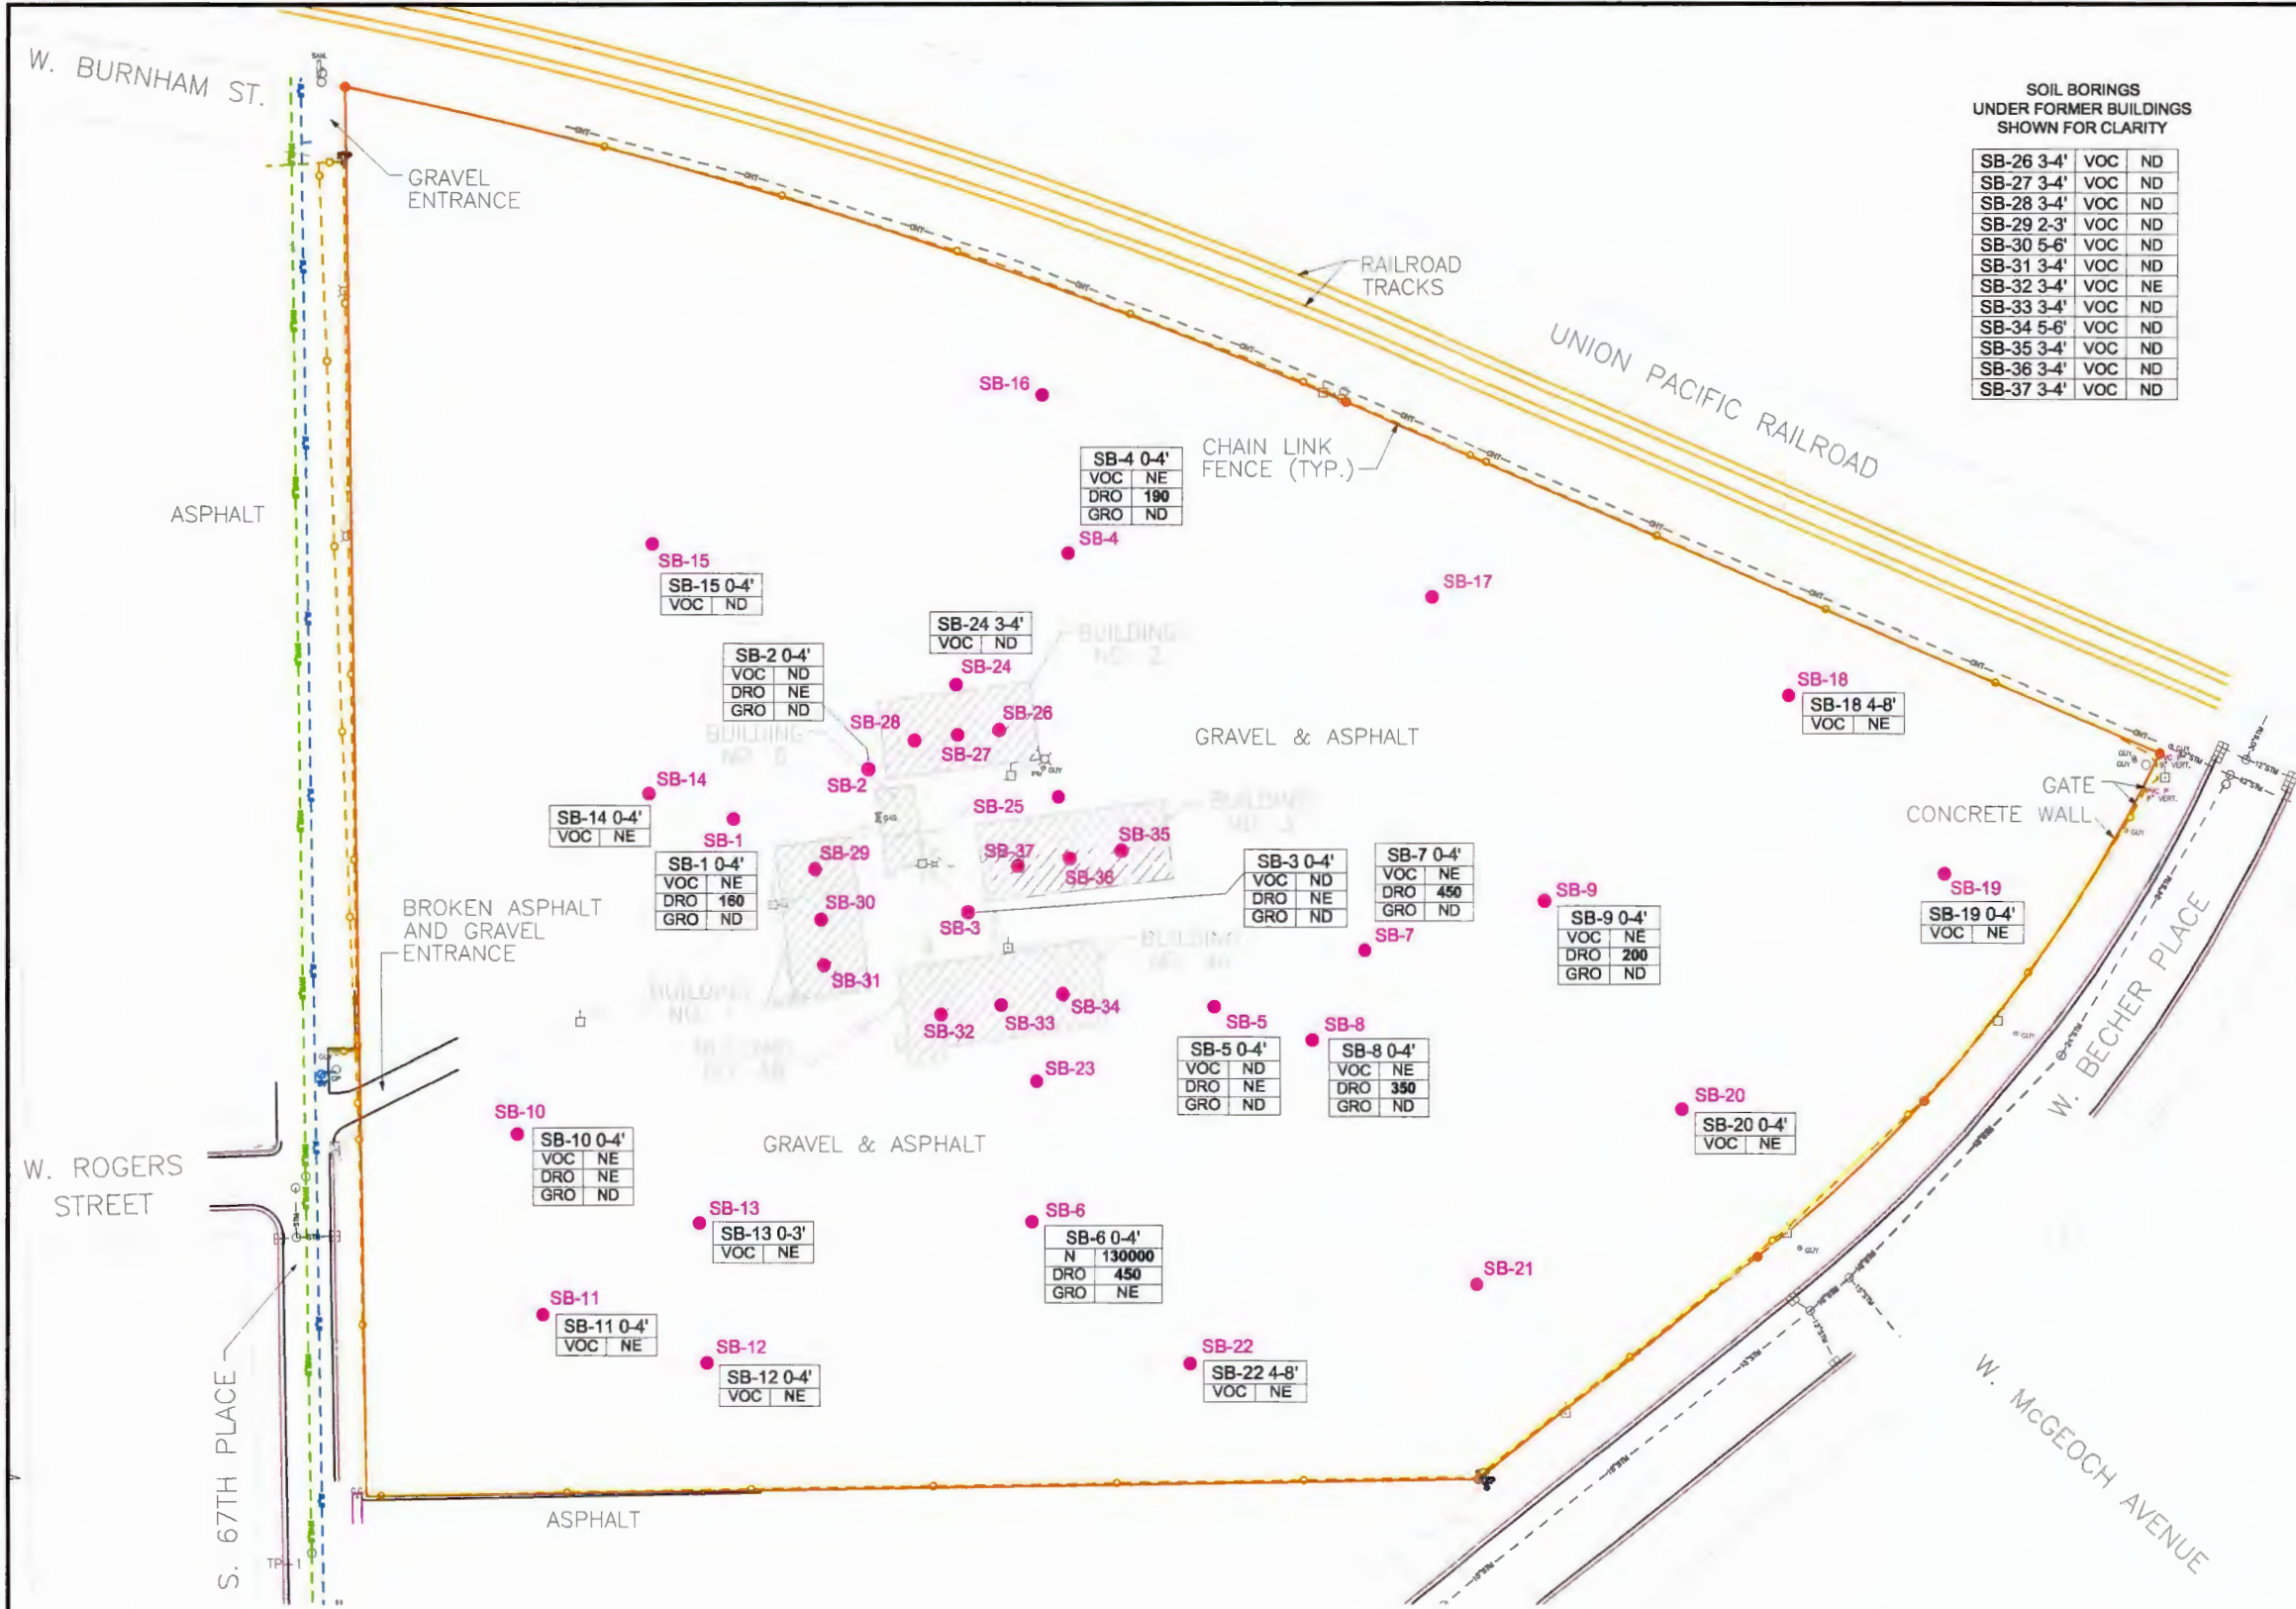 W. BURNHAM ST.
GRAVEL
ENTRANCE
SOIL BORINGS
UNDER FORMER BUILDINGS
SHOWN FOR CLARITY
SB-26 3-4' VOC ND
SB-27 3-4' VOC ND
SB-28 3-4' VOC ND
SB-29 2-3' VOC ND
SB-30 5-6' VOC ND
SB-31 3-4' VOC ND
SB-32 3-4' VOC NE
SB-33 3-4' VOC ND
SB-34 5-6' VOC ND
SB-35 3-4' VOC ND
SB-36 3-4' VOC ND
SB-37 3-4' VOC ND
RAILROAD
TRACKS
UNION PACIFIC RAILROAD
CHAIN LINK
FENCE (TYP.)
ASPHALT
SB-16
SB-4 0-4'
VOC NE
DRO 190
GRO ND
SB-4
SB-15
SB-15 0-4'
VOC ND
SB-17
SB-24 3-4'
VOC ND
SB-24
BUILDING
NO. 2
SB-2 0-4'
VOC ND
DRO NE
GRO ND
SB-28
SB-27
SB-26
BUILDING
SB-2
SB-18
SB-18 4-8'
VOC NE
GRAVEL & ASPHALT
GUY
SB-25
SB-14
SB-14 0-4'
VOC NE
SB-1
SB-1 0-4'
VOC NE
DRO 160
GRO ND
GAS
BUILDING
SB-29
SB-30
SB-31
SB-37
SB-36
SB-35
SB-3
SB-3 0-4'
VOC ND
DRO NE
GRO ND
SB-7 0-4'
VOC NE
DRO 450
GRO ND
SB-7
SB-9
SB-9 0-4'
VOC NE
DRO 200
GRO ND
GATE
CONCRETE WALL
GUY
SB-19
SB-19 0-4'
VOC NE
W. BECHER PLACE
BROKEN ASPHALT
AND GRAVEL
ENTRANCE
BUILDING
BUILDING
SB-32
SB-33
SB-34
SB-23
SB-5
SB-5 0-4'
VOC ND
DRO NE
GRO ND
SB-8
SB-8 0-4'
VOC NE
DRO 350
GRO ND
SB-20
SB-20 0-4'
VOC NE
GUY
SB-10
SB-10 0-4'
VOC NE
DRO NE
GRO ND
GRAVEL & ASPHALT
W. ROGERS
STREET
SB-13
SB-13 0-3'
VOC NE
SB-6
SB-6 0-4'
N 130000
DRO 450
GRO NE
SB-21
GUY
SB-11
SB-11 0-4'
VOC NE
SB-12
SB-12 0-4'
VOC NE
SB-22
SB-22 4-8'
VOC NE
S. 67TH PLACE
W. McGEOCH AVENUE
ASPHALT
TP-1